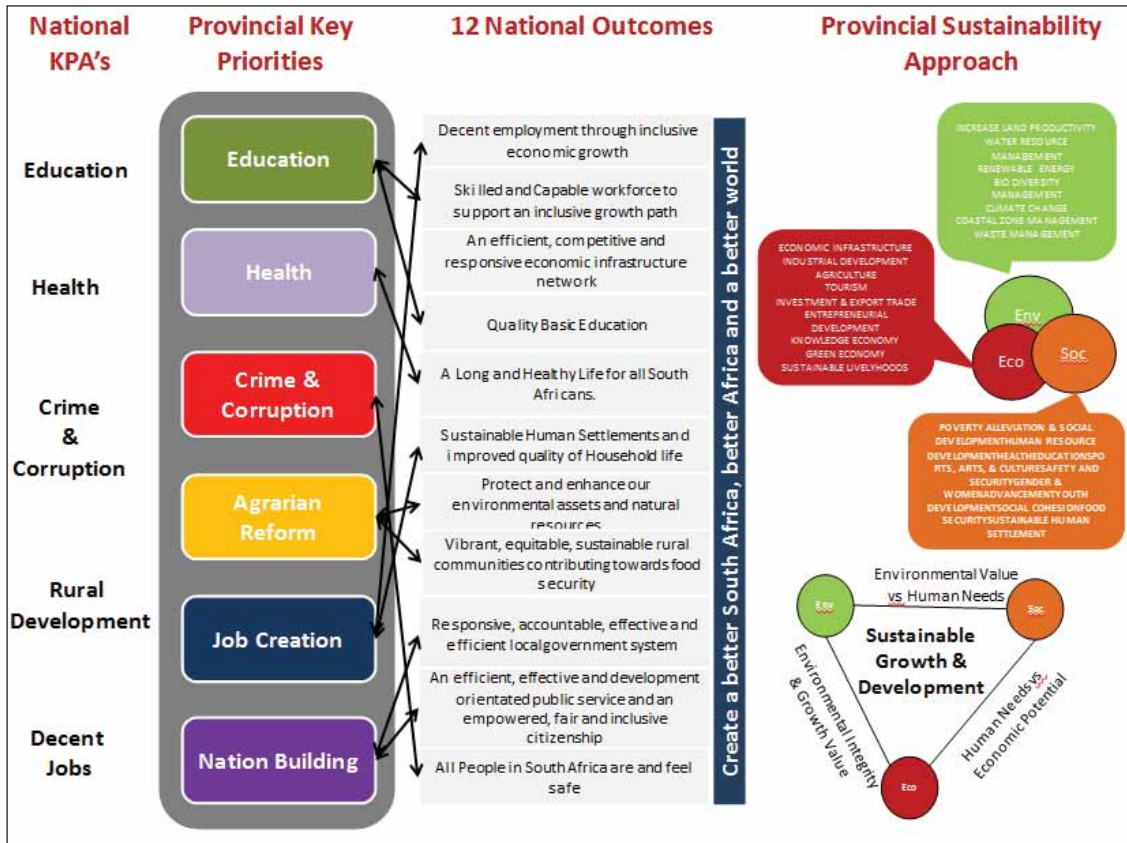 National
KPA's
Provincial Key
Priorities
12 National Outcomes
Provincial Sustainability
Approach
Education
Health
Crime
&
Corruption
Rural
Development
Decent
Jobs
Education
Health
Crime &
Corruption
Agrarian
Reform
Job Creation
Nation Building
Decent employment through inclusive
economic growth
Skilled and Capable workforce to
support an inclusive growth path
An efficient, competitive and
responsive economic infrastructure
network
Quality Basic Education
A Long and Healthy Life for all South
Africans.
Sustainable Human Settlements and
improved quality of Household life
Protect and enhance our
environmental assets and natural
resources
Vibrant, equitable, sustainable rural
communities contributing towards food
security
Responsive, accountable, effective and
efficient local government system
An efficient, effective and development
orientated public service and an
empowered, fair and inclusive
citizenship
All People in South Africa are and feel
safe
Create a better South Africa, better Africa and a better world
INCREASE LAND PRODUCTIVITY
WATER RESOURCE
MANAGEMENT
RENEWABLE ENERGY
BIO DIVERSITY
MANAGEMENT
CLIMATE CHANGE
COASTAL ZONE MANAGEMENT
WASTE MANAGEMENT
ECONOMIC INFRASTRUCTURE
INDUSTRIAL DEVELOPMENT
AGRICULTURE
TOURISM
INVESTMENT & EXPORT TRADE
ENTREPRENEURIAL
DEVELOPMENT
KNOWLEDGE ECONOMY
GREEN ECONOMY
SUSTAINABLE LIVELYHOODS
Env
Eco
Soc
POVERTY ALLEVIATION & SOCIAL
DEVELOPMENTHUMAN RESOURCE
DEVELOPMENTHEALTHEDUCATIONSPO
RTS, ARTS, & CULTURESAFETY AND
SECURITYGENDER &
WOMENADVANCEMENTYOUTH
DEVELOPMENTSOCIAL COHESIONFOOD
SECURITYSUSTAINABLE HUMAN
SETTLEMENT
Environmental Value
vs Human Needs
Env
Soc
Sustainable
Growth &
Development
Environmental Integrity
& Growth Value
Human Needs vs
Economic Potential
Eco